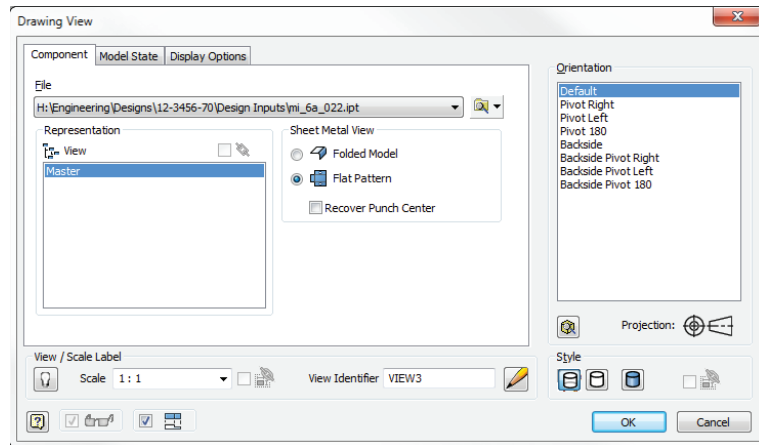 Drawing View
Component
Model State
Display Options
File
H:\Engineering\Designs\12-3456-70\Design Inputs\mi_6a_022.ipt
Representation
View
Master
Sheet Metal View
Folded Model
Flat Pattern
Recover Punch Center
Orientation
Default
Pivot Right
Pivot Left
Pivot 180
Backside
Backside Pivot Right
Backside Pivot Left
Backside Pivot 180
Projection:
View / Scale Label
Scale 1 : 1
View Identifier VIEW3
Style
OK
Cancel